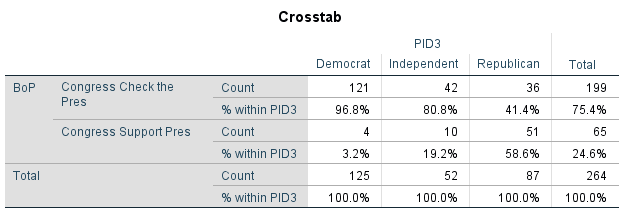 Crosstab
PID3
Democrat Independent Republican Total
BoP Congress Check the Pres Count 121 42 36 199
% within PID3 96.8% 80.8% 41.4% 75.4%
Congress Support Pres Count 4 10 51 65
% within PID3 3.2% 19.2% 58.6% 24.6%
Total Count 125 52 87 264
% within PID3 100.0% 100.0% 100.0% 100.0%